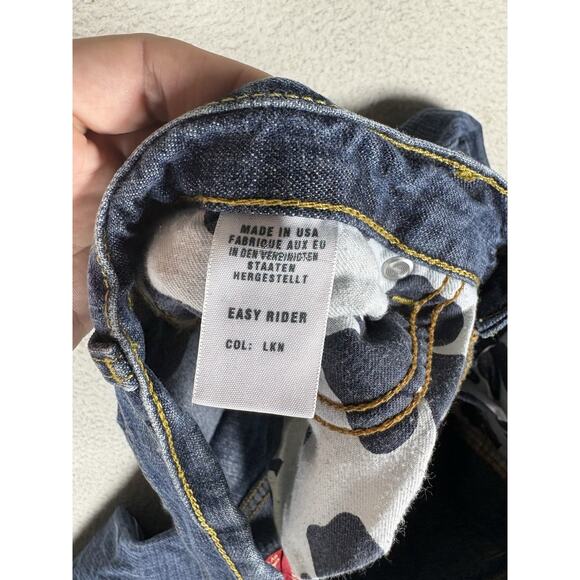 MADE IN USA
FABRIQUE AUX EU
IN DEN VEREINIGTEN
STAATEN
HERGESTELLT
EASY RIDER
COL: LKN